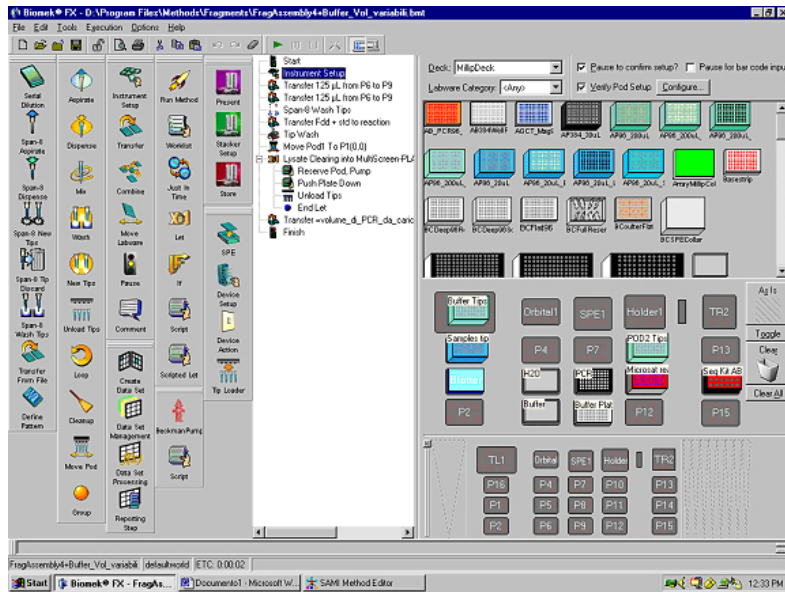 Biomek® FX - D:\Program Files\Methods\Fragments\FragAssembly4+Buffer_Vol_variabili.bmt
File Edit Tools Execution Options Help
Serial Dilution
Span-8 Aspirate
Span-8 Dispense
Span-8 New Tips
Span-8 Tip Discard
Span-8 Wash Tips
Transfer From File
Define Pattern
Aspirate
Dispense
Mix
Wash
New Tips
Unload Tips
Loop
Cleanup
Move Pod
Group
Instrument Setup
Transfer
Combine
Move Labware
Pause
Comment
Create Data Set
Data Set Management
Data Set Processing
Reporting Step
Run Method
Worklist
Just In Time
Let
If
Script
Scripted Let
Beckman Pump
Script
Present
Stacker Setup
Store
SPE
Device Setup
Device Action
Tip Loader
Start
Instrument Setup
Transfer 125 µL from P6 to P9
Transfer 125 µL from P6 to P9
Span-8 Wash Tips
Transfer Fdd + std to reaction
Tip Wash
Move Pod1 To P1(0,0)
Lysate Clearing into MultiScreen-PLA
Reserve Pod, Pump
Push Plate Down
Unload Tips
End Let
Transfer =volume_di_PCR_da_caric
Finish
Deck: MillipDeck
Pause to confirm setup? Pause for bar code inpu
Labware Category: <Any>
Verify Pod Setup Configure...
AP96_200uL_ AP96_20uL
ArrayMillipCol Basestrip
BCFlat96 BCFullReser BCoulterFlat
BCSPECollar
Buffer Tips Orbital1 SPE1 Holder1 TR2
Samples tip P4 P7 POD2 Tips P13
H2O PCR Seq Kit AB
P2 Buffer Buffer Plat P12 P15
As Is
Toggle
Clear
Clear All
TL1 Orbital SPE1 Holder TR2
P16 P4 P7 P10 P13
P1 P5 P8 P11 P14
P2 P6 P9 P12 P15
FragAssembly4+Buffer_Vol_variabili defaultworld ETC: 0:00:02
Start Biomek® FX - FragAs... Documento1 - Microsoft W... SAMI Method Editor 12:33 PM